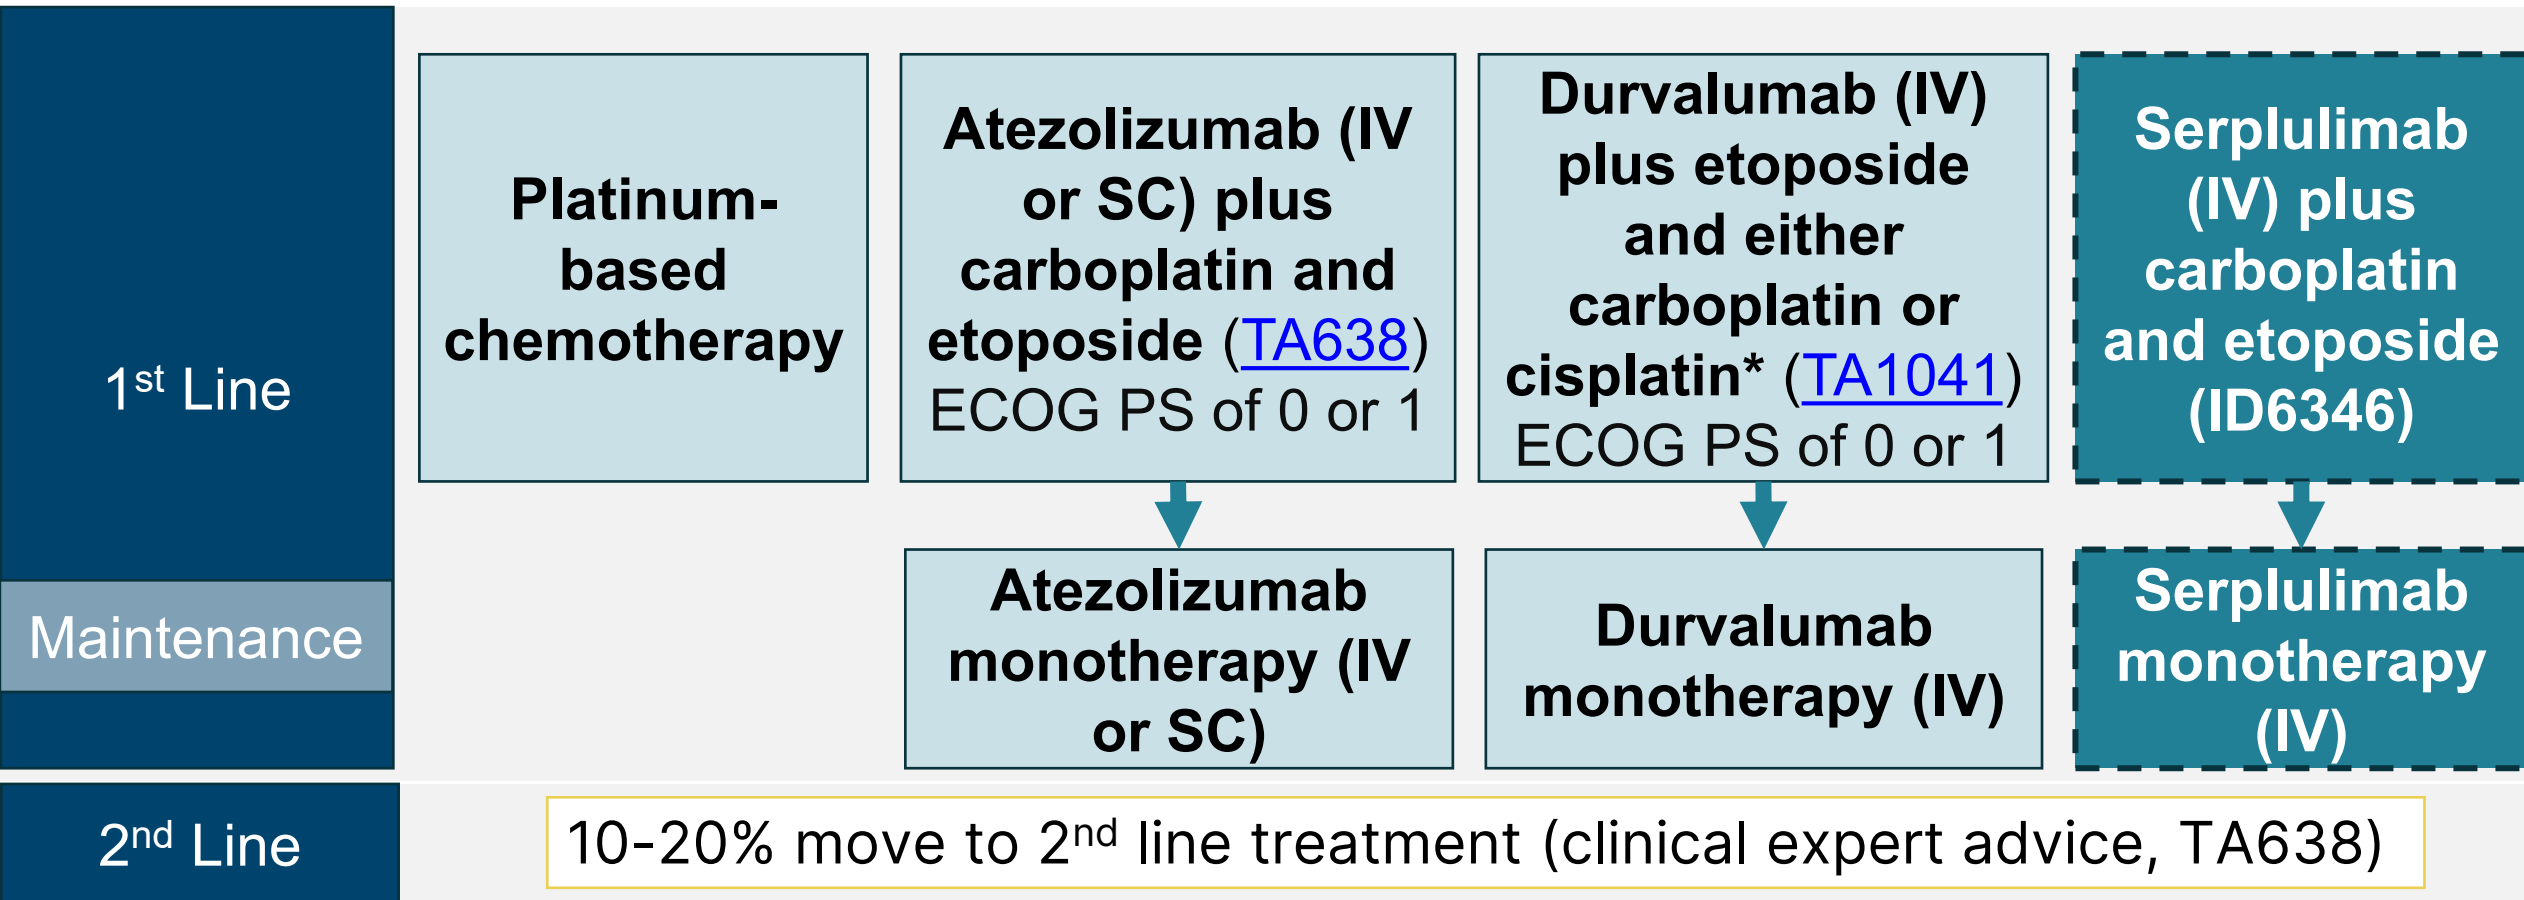 1st Line
Platinum-
based
chemotherapy
Atezolizumab (IV
or SC) plus
carboplatin and
etoposide (TA638)
ECOG PS of 0 or 1
Durvalumab (IV)
plus etoposide
and either
carboplatin or
cisplatin* (TA1041)
ECOG PS of 0 or 1
Serplulimab
(IV) plus
carboplatin
and etoposide
(ID6346)
Maintenance
Atezolizumab
monotherapy (IV
or SC)
Durvalumab
monotherapy (IV)
Serplulimab
monotherapy
(IV)
2nd Line
10-20% move to 2nd line treatment (clinical expert advice, TA638)